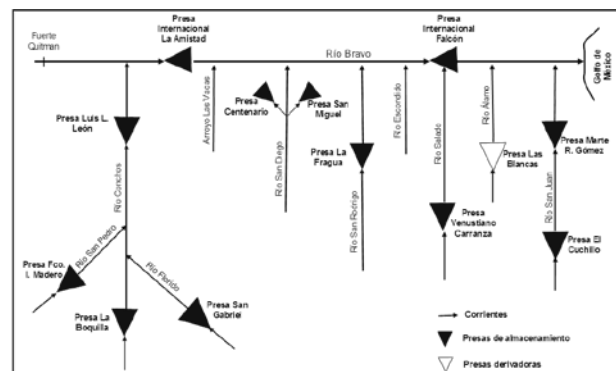 Presa
Internacional
La Amistad
Fuerte
Quitman
Río Bravo
Presa
Internacional
Falcón
Golfo de
México
Presa Luis L.
León
Arroyo Las Vacas
Presa
Centenario
Presa San
Miguel
Río San Diego
Presa La
Fragua
Río San Rodrigo
Río Escondido
Río Salado
Río Álamo
Presa Las
Blancas
Presa Marte
R. Gómez
Río Conchos
Río San Juan
Presa
Venustiano
Carranza
Presa El
Cuchillo
Presa Fco.
I. Madero
Río San Pedro
Río Florido
Presa La
Boquilla
Presa San
Gabriel
Corrientes
Presas de almacenamiento
Presas derivadoras